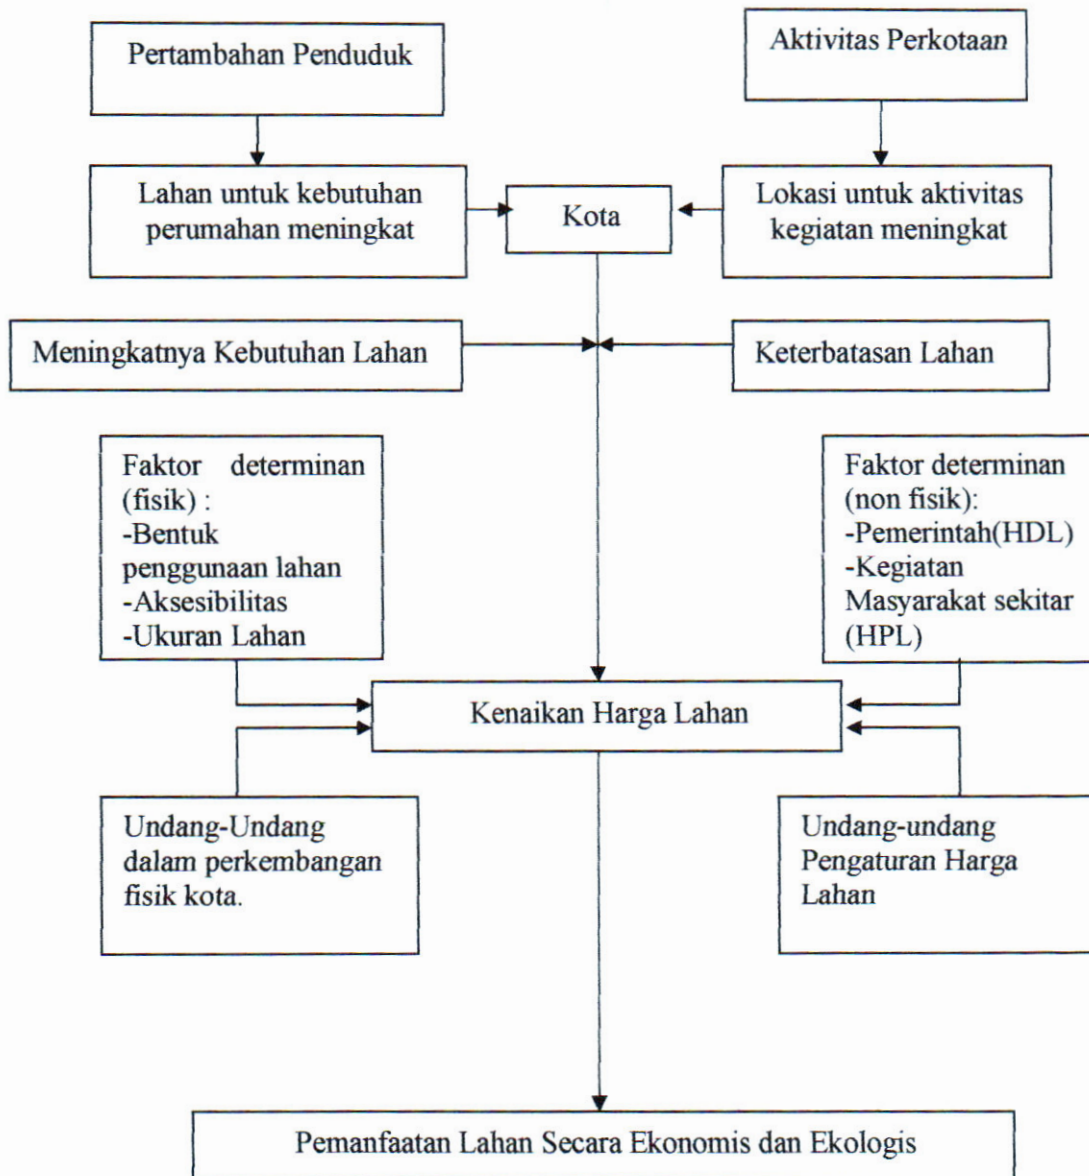 Pertambahan Penduduk
Aktivitas Perkotaan
Lahan untuk kebutuhan
perumahan meningkat
Kota
Lokasi untuk aktivitas
kegiatan meningkat
Meningkatnya Kebutuhan Lahan
Keterbatasan Lahan
Faktor determinan
(fisik) :
-Bentuk
penggunaan lahan
-Aksesibilitas
-Ukuran Lahan
Faktor determinan
(non fisik):
-Pemerintah(HDL)
-Kegiatan
Masyarakat sekitar
(HPL)
Kenaikan Harga Lahan
Undang-Undang
dalam perkembangan
fisik kota.
Undang-undang
Pengaturan Harga
Lahan
Pemanfaatan Lahan Secara Ekonomis dan Ekologis